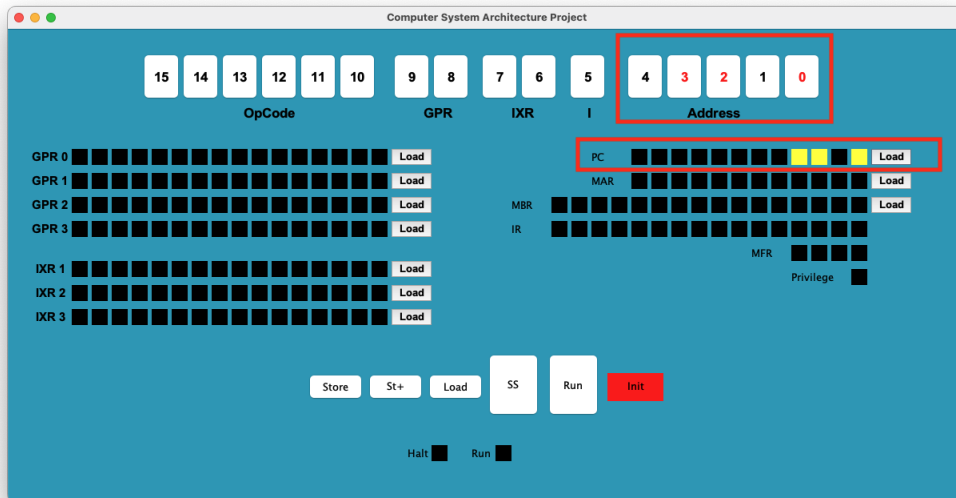 Computer System Architecture Project
15 14 13 12 11 10 9 8 7 6 5 4 3 2 1 0
OpCode GPR IXR I Address
GPR 0 Load PC Load
GPR 1 Load MAR Load
GPR 2 Load MBR Load
GPR 3 Load IR
MFR
IXR 1 Load Privilege
IXR 2 Load
IXR 3 Load
Store St+ Load SS Run Init
Halt Run